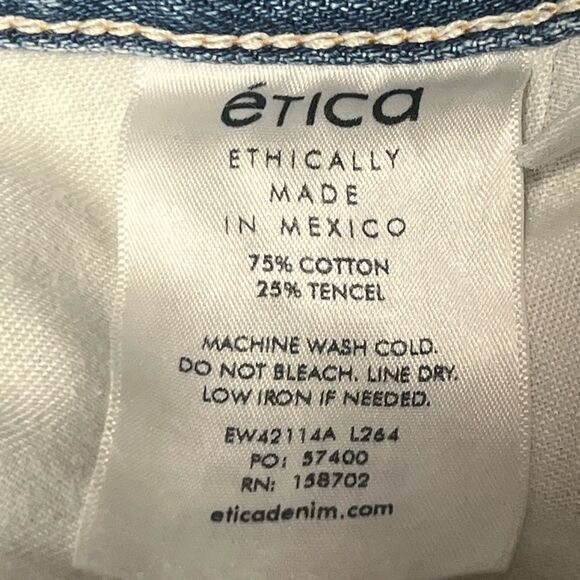 éTICa
ETHICALLY
MADE
IN MEXICO
75% COTTON
25% TENCEL
MACHINE WASH COLD.
DO NOT BLEACH. LINE DRY.
LOW IRON IF NEEDED.
EW42114A L264
PO: 57400
RN: 158702
eticadenim.com